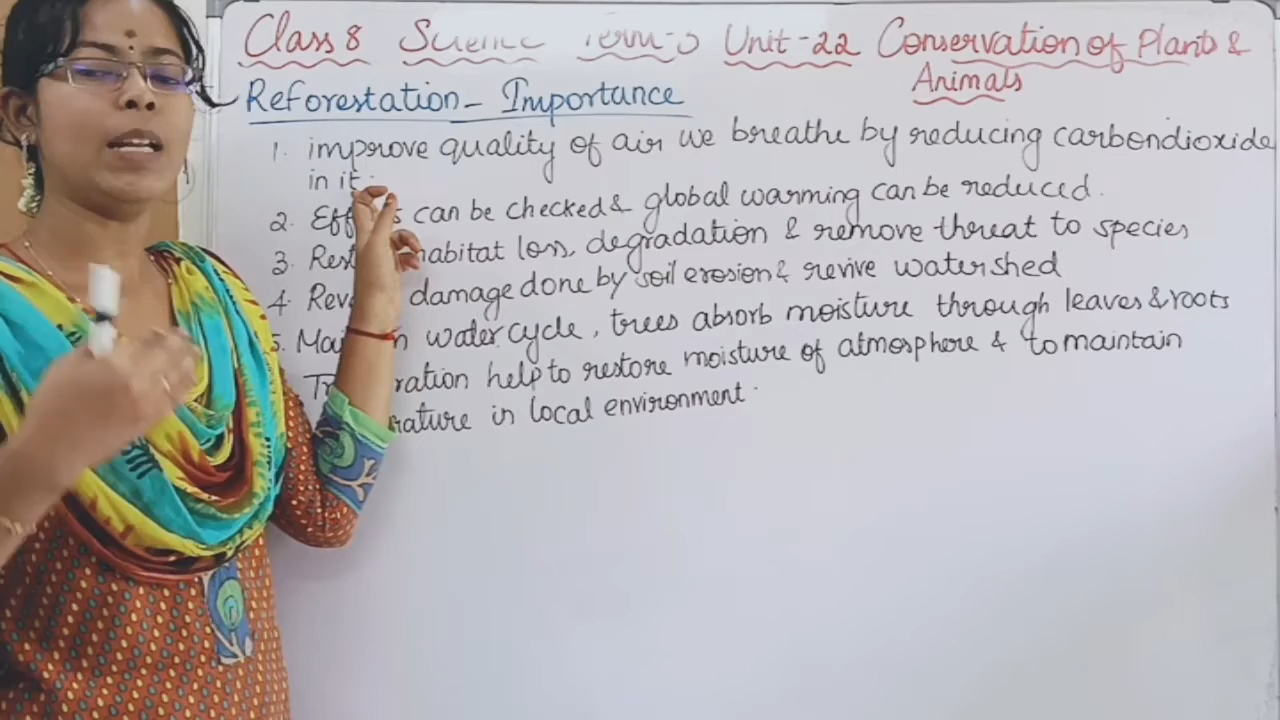 Class 8 Science Term-3 Unit-22 Conservation of Plants &
Animals
Reforestation - Importance
1. improve quality of air we breathe by reducing carbondioxide
in it.
2. can be checked & global warming can be reduced.
3. habitat loss, degradation & remove threat to species
4. damage done by soil erosion & revive watershed
5. water cycle, trees absorb moisture through leaves & roots
help to restore moisture of atmosphere & to maintain
in local environment.